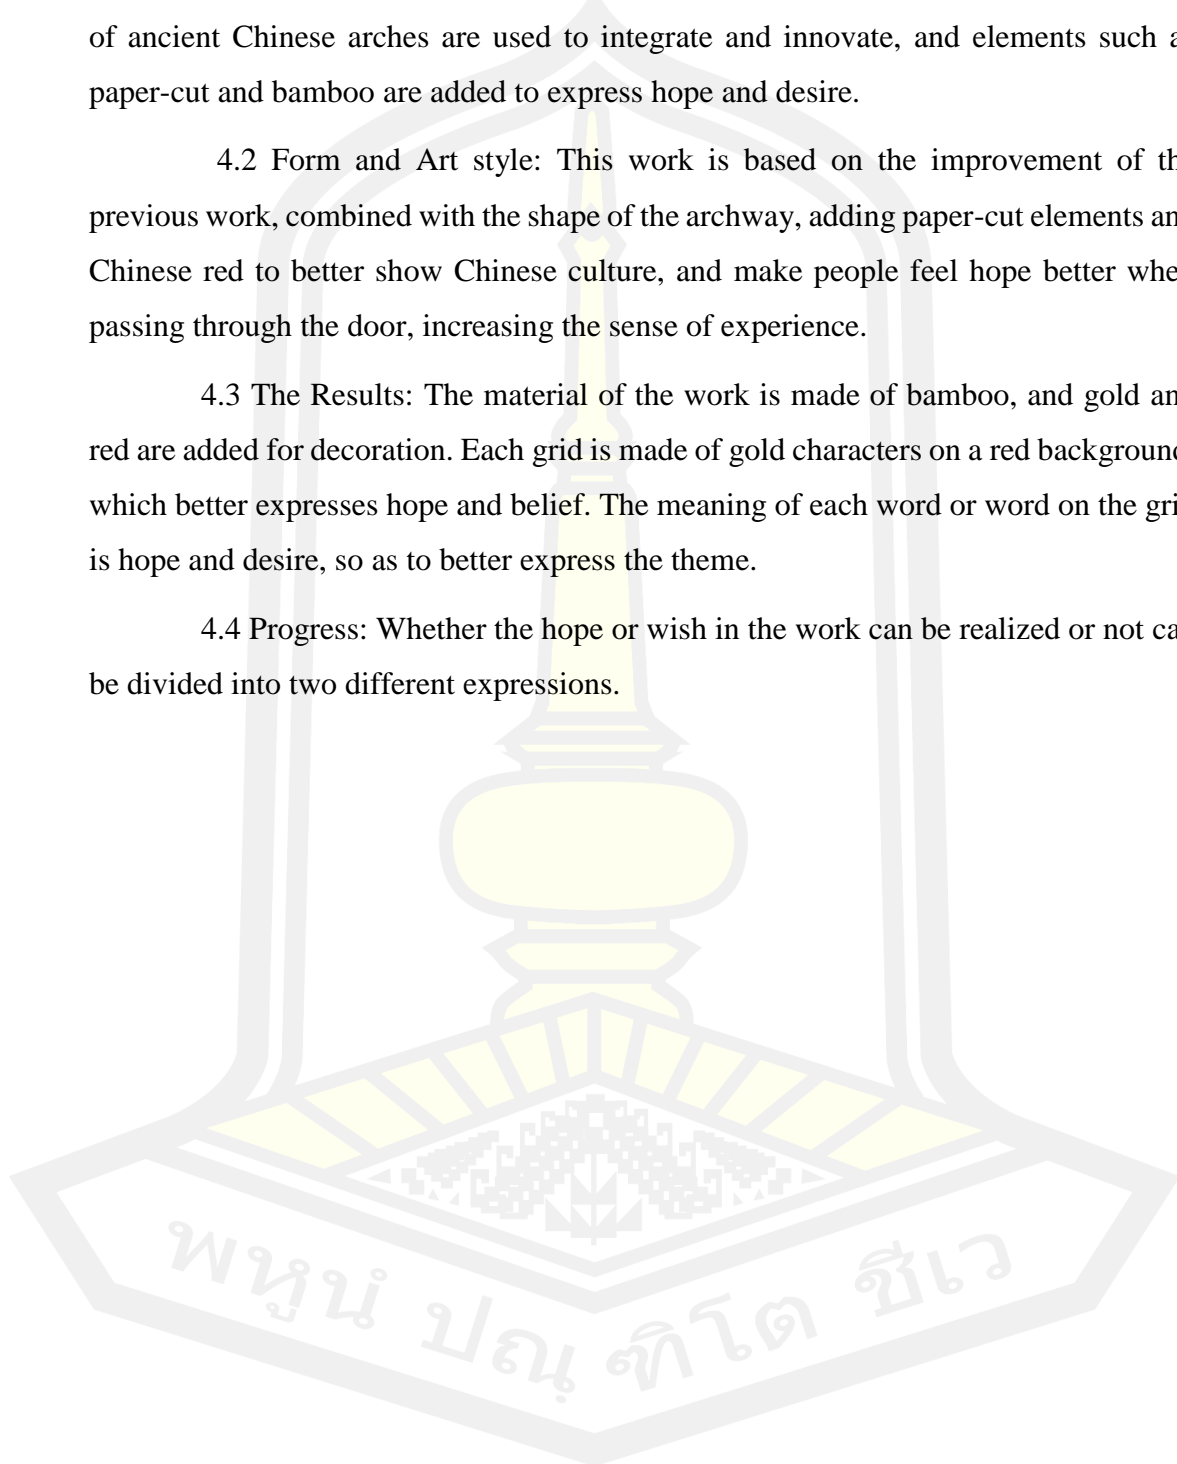 of ancient Chinese arches are used to integrate and innovate, and elements such a
paper-cut and bamboo are added to express hope and desire.
4.2 Form and Art style: This work is based on the improvement of th
previous work, combined with the shape of the archway, adding paper-cut elements an
Chinese red to better show Chinese culture, and make people feel hope better whe
passing through the door, increasing the sense of experience.
4.3 The Results: The material of the work is made of bamboo, and gold an
red are added for decoration. Each grid is made of gold characters on a red background
which better expresses hope and belief. The meaning of each word or word on the gri
is hope and desire, so as to better express the theme.
4.4 Progress: Whether the hope or wish in the work can be realized or not ca
be divided into two different expressions.
พหูนํ ปณฺฑิโต ชีเว